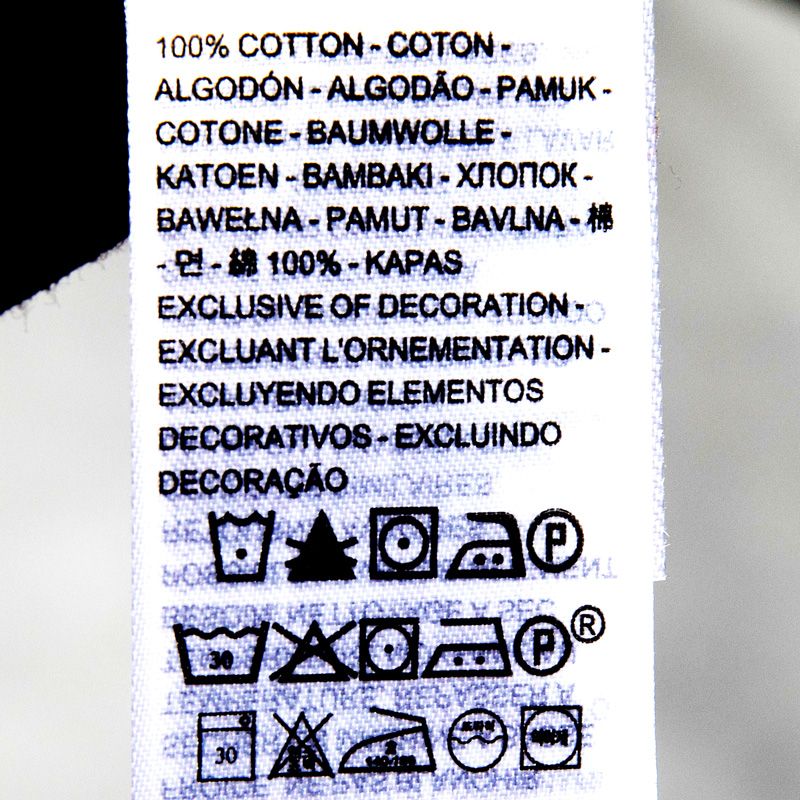 100% COTTON - COTON -
ALGODÓN - ALGODÃO - PAMUK -
COTONE - BAUMWOLLE -
KATOEN - BAMBAKI - ХЛОПОК -
BAWEŁNA - PAMUT - BAVLNA - 棉
- 면 - 綿 100% - KAPAS
EXCLUSIVE OF DECORATION -
EXCLUANT L'ORNEMENTATION -
EXCLUYENDO ELEMENTOS
DECORATIVOS - EXCLUINDO
DECORAÇÃO
P
30 P ®
30